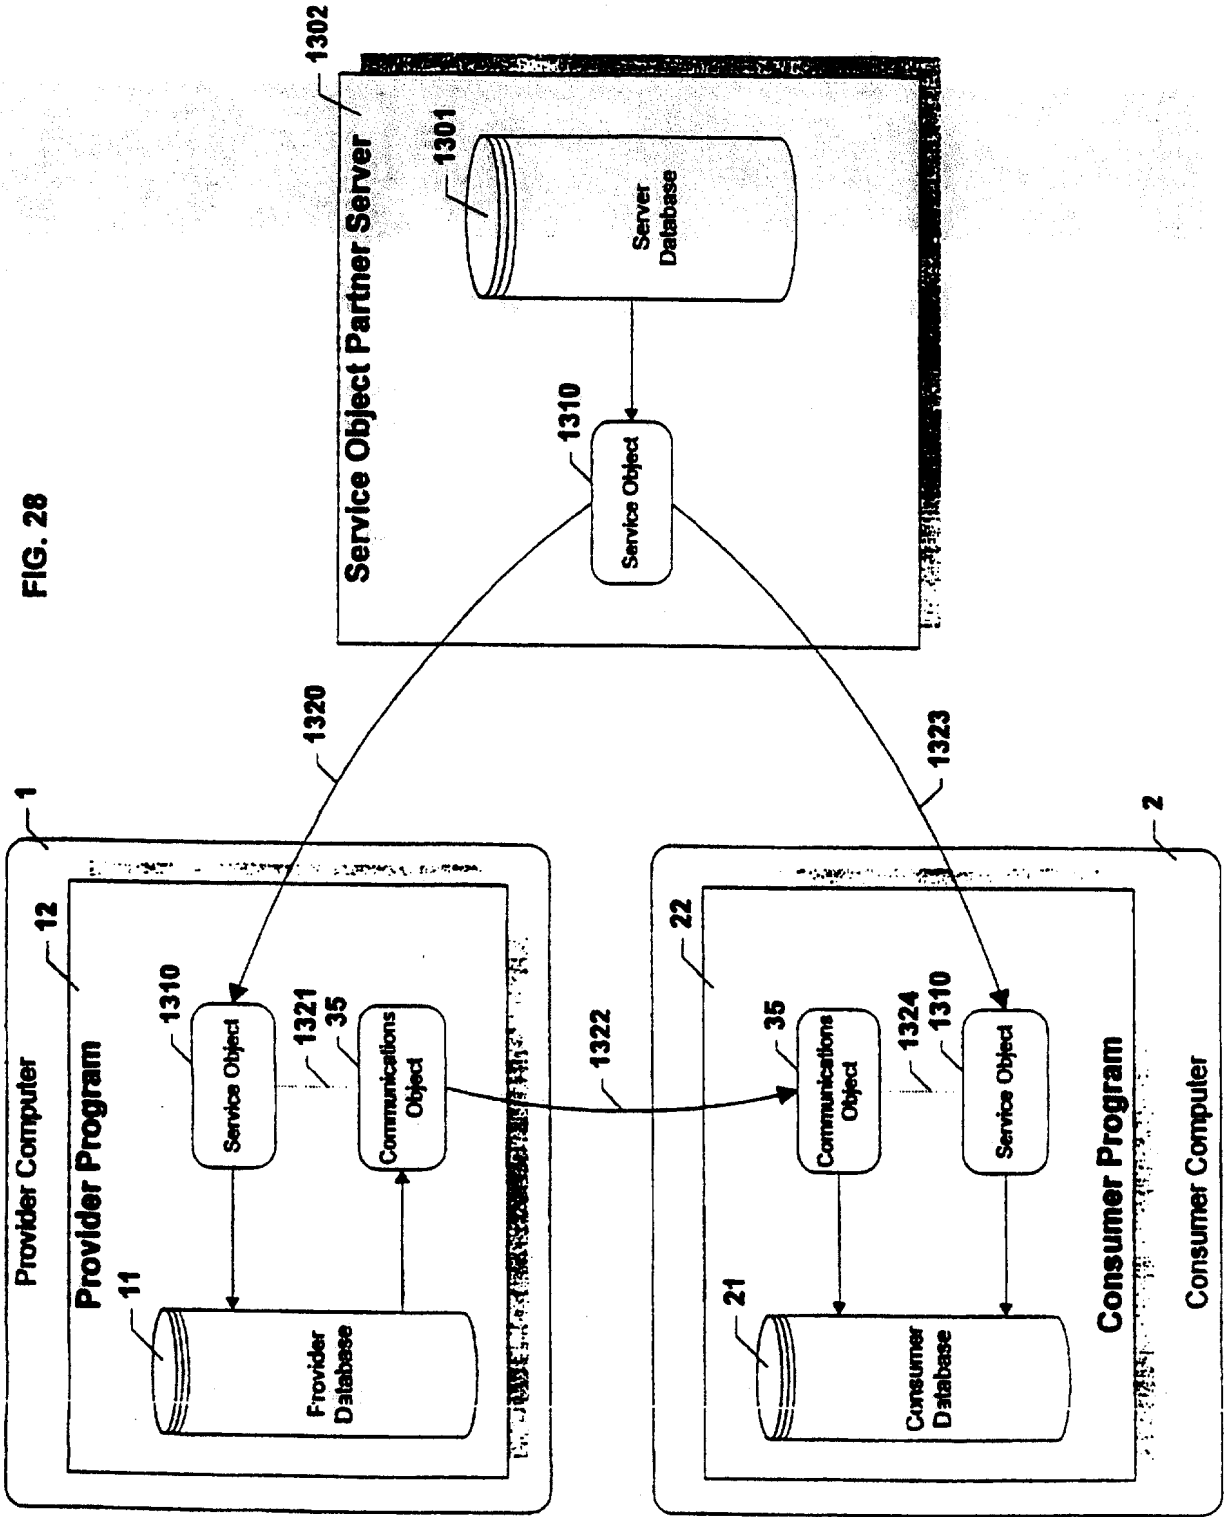 FIG. 28
Provider Computer
1
Provider Program
12
11
Provider
Database
1310
Service Object
1321
35
Communications
Object
1320
1322
Service Object Partner Server
1302
1301
Server
Database
1310
Service Object
1323
2
22
21
Consumer
Database
35
Communications
Object
1324
1310
Service Object
Consumer Program
Consumer Computer